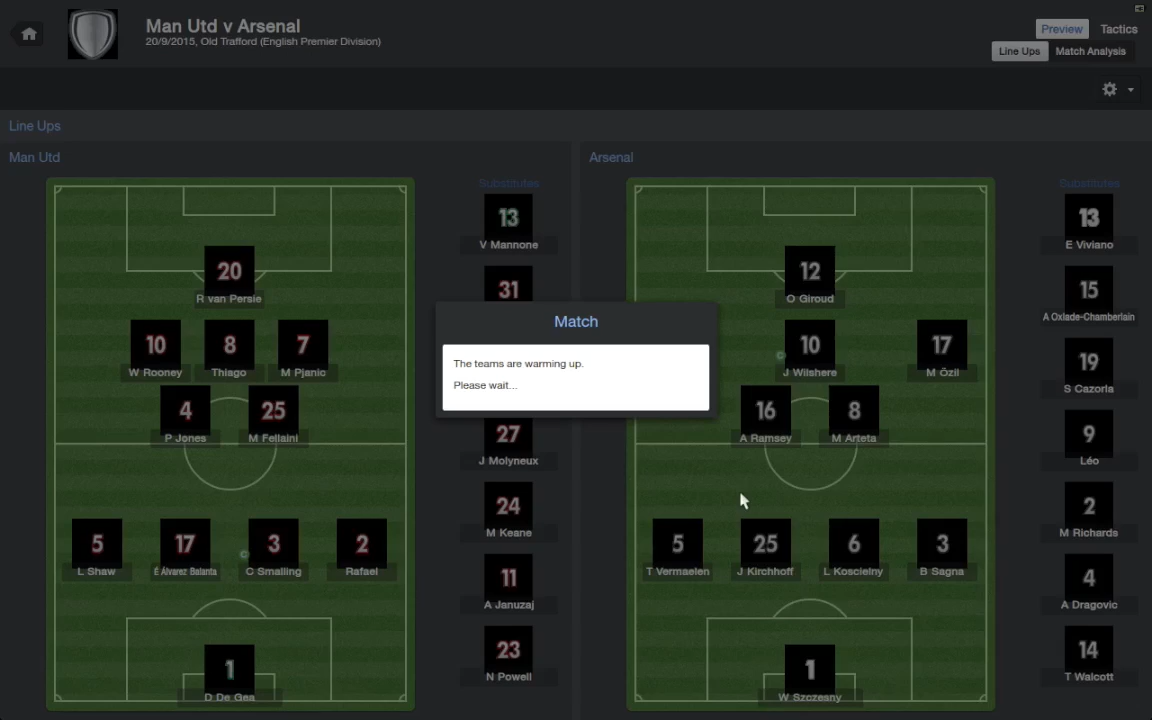 Man Utd v Arsenal
20/9/2015, Old Trafford (English Premier Division)
Preview
Tactics
Line Ups
Match Analysis
Line Ups
Man Utd
Substitutes
20
R van Persie
10
W Rooney
8
Thiago
7
M Pjanic
4
P Jones
25
M Fellaini
5
L Shaw
17
É Álvarez Balanta
C
3
C Smalling
2
Rafael
1
D De Gea
13
V Mannone
31
27
J Molyneux
24
M Keane
11
A Januzaj
23
N Powell
Match
The teams are warming up.
Please wait...
Arsenal
Substitutes
12
O Giroud
C
10
J Wilshere
17
M Özil
16
A Ramsey
8
M Arteta
5
T Vermaelen
25
J Kirchhoff
6
L Koscielny
3
B Sagna
1
W Szczesny
13
E Viviano
15
A Oxlade-Chamberlain
19
S Cazorla
9
Léo
2
M Richards
4
A Dragovic
14
T Walcott